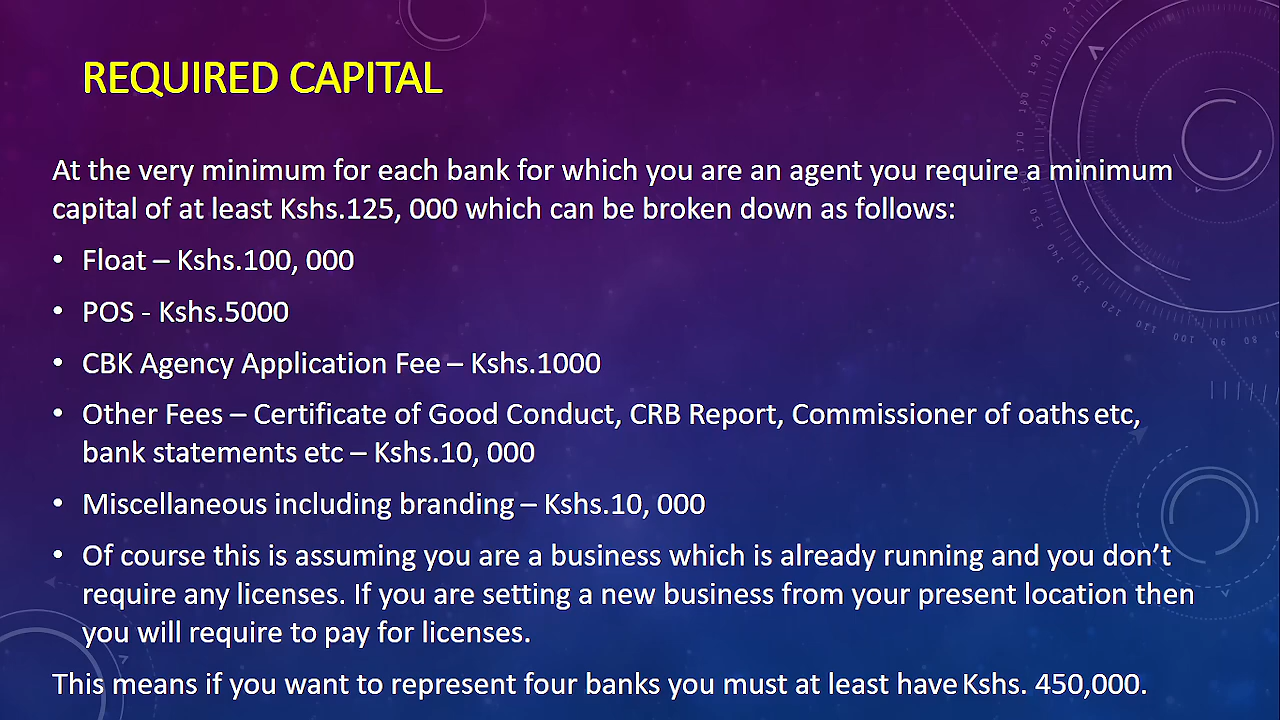 REQUIRED CAPITAL
At the very minimum for each bank for which you are an agent you require a minimum
capital of at least Kshs.125, 000 which can be broken down as follows:
• Float – Kshs.100, 000
• POS - Kshs.5000
• CBK Agency Application Fee – Kshs.1000
• Other Fees – Certificate of Good Conduct, CRB Report, Commissioner of oaths etc,
bank statements etc – Kshs.10, 000
• Miscellaneous including branding – Kshs.10, 000
• Of course this is assuming you are a business which is already running and you don’t
require any licenses. If you are setting a new business from your present location then
you will require to pay for licenses.
This means if you want to represent four banks you must at least have Kshs. 450,000.